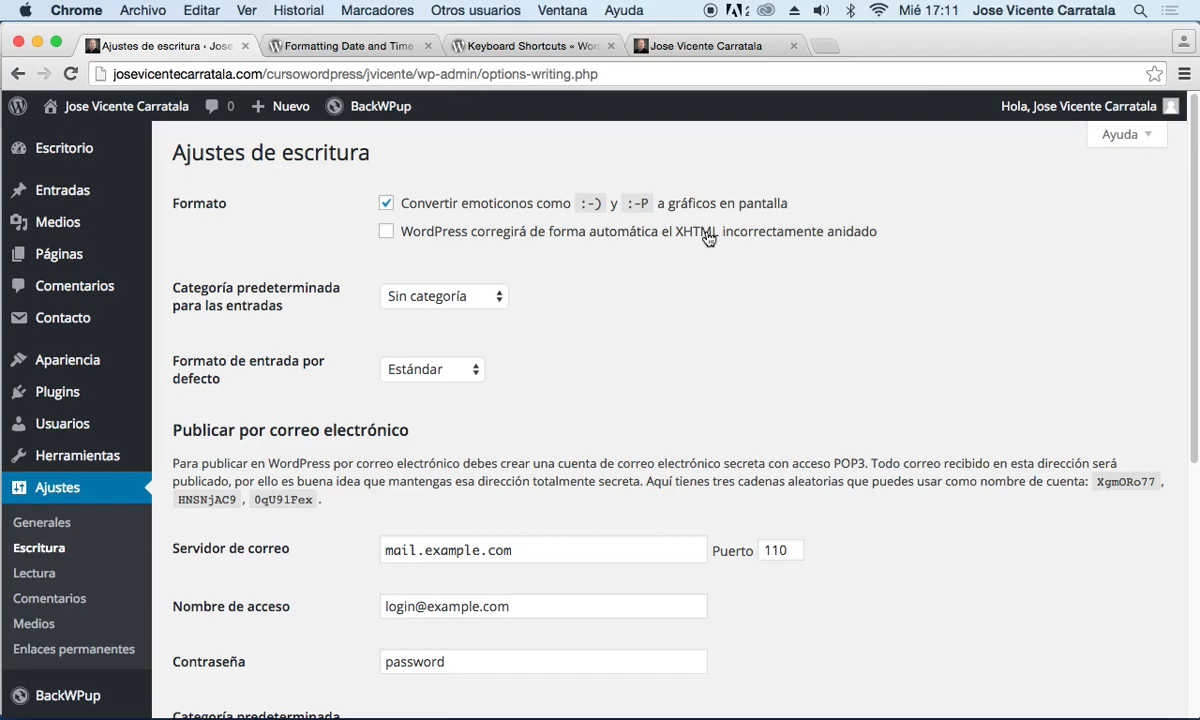 Chrome Archivo Editar Ver Historial Marcadores Otros usuarios Ventana Ayuda Mié 17:11 Jose Vicente Carratala
Ajustes de escritura ‹ Jose Formatting Date and Time Keyboard Shortcuts « Wor Jose Vicente Carratala
josevicentecarratala.com/cursowordpress/jvicente/wp-admin/options-writing.php
Jose Vicente Carratala 0 Nuevo BackWPup Hola, Jose Vicente Carratala
Ayuda
Escritorio
Entradas
Medios
Páginas
Comentarios
Contacto
Apariencia
Plugins
Usuarios
Herramientas
Ajustes
Generales
Escritura
Lectura
Comentarios
Medios
Enlaces permanentes
BackWPup
Ajustes de escritura
Formato
Convertir emoticonos como :-) y :-P a gráficos en pantalla
WordPress corregirá de forma automática el XHTML incorrectamente anidado
Categoría predeterminada
para las entradas
Sin categoría
Formato de entrada por
defecto
Estándar
Publicar por correo electrónico
Para publicar en WordPress por correo electrónico debes crear una cuenta de correo electrónico secreta con acceso POP3. Todo correo recibido en esta dirección será
publicado, por ello es buena idea que mantengas esa dirección totalmente secreta. Aquí tienes tres cadenas aleatorias que puedes usar como nombre de cuenta: XgmORo77 ,
HNSNjAC9 , 0qU91Fex .
Servidor de correo
mail.example.com Puerto 110
Nombre de acceso
login@example.com
Contraseña
password
Categoría predeterminada